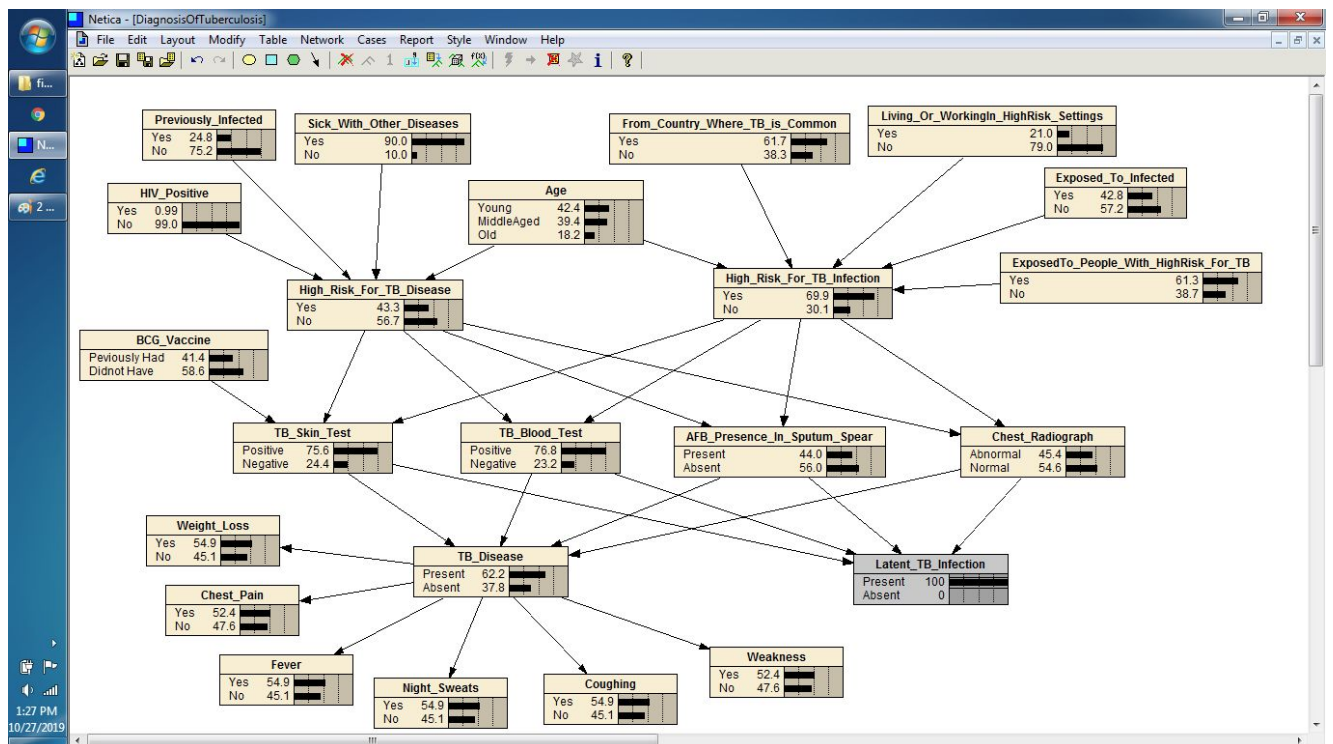 Netica - [DiagnosisOfTuberculosis]
File Edit Layout Modify Table Network Cases Report Style Window Help
fi...
N...
2 ...
Previously_Infected
Yes 24.8
No 75.2
Sick_With_Other_Diseases
Yes 90.0
No 10.0
From_Country_Where_TB_is_Common
Yes 61.7
No 38.3
Living_Or_WorkingIn_HighRisk_Settings
Yes 21.0
No 79.0
HIV_Positive
Yes 0.99
No 99.0
Age
Young 42.4
MiddleAged 39.4
Old 18.2
Exposed_To_Infected
Yes 42.8
No 57.2
High_Risk_For_TB_Disease
Yes 43.3
No 56.7
High_Risk_For_TB_Infection
Yes 69.9
No 30.1
ExposedTo_People_With_HighRisk_For_TB
Yes 61.3
No 38.7
BCG_Vaccine
Peviously Had 41.4
Didnot Have 58.6
TB_Skin_Test
Positive 75.6
Negative 24.4
TB_Blood_Test
Positive 76.8
Negative 23.2
AFB_Presence_In_Sputum_Spear
Present 44.0
Absent 56.0
Chest_Radiograph
Abnormal 45.4
Normal 54.6
Weight_Loss
Yes 54.9
No 45.1
TB_Disease
Present 62.2
Absent 37.8
Latent_TB_Infection
Present 100
Absent 0
Chest_Pain
Yes 52.4
No 47.6
Fever
Yes 54.9
No 45.1
Night_Sweats
Yes 54.9
No 45.1
Coughing
Yes 54.9
No 45.1
Weakness
Yes 52.4
No 47.6
1:27 PM
10/27/2019